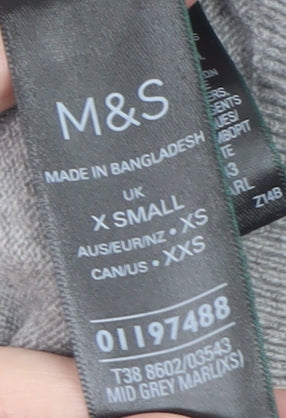 M&S
MADE IN BANGLADESH
UK
X SMALL
AUS/EUR/NZ • XS
CAN/US • XXS
01197488
T38 8602/03543
MID GREY MARL(XS)
Z14B